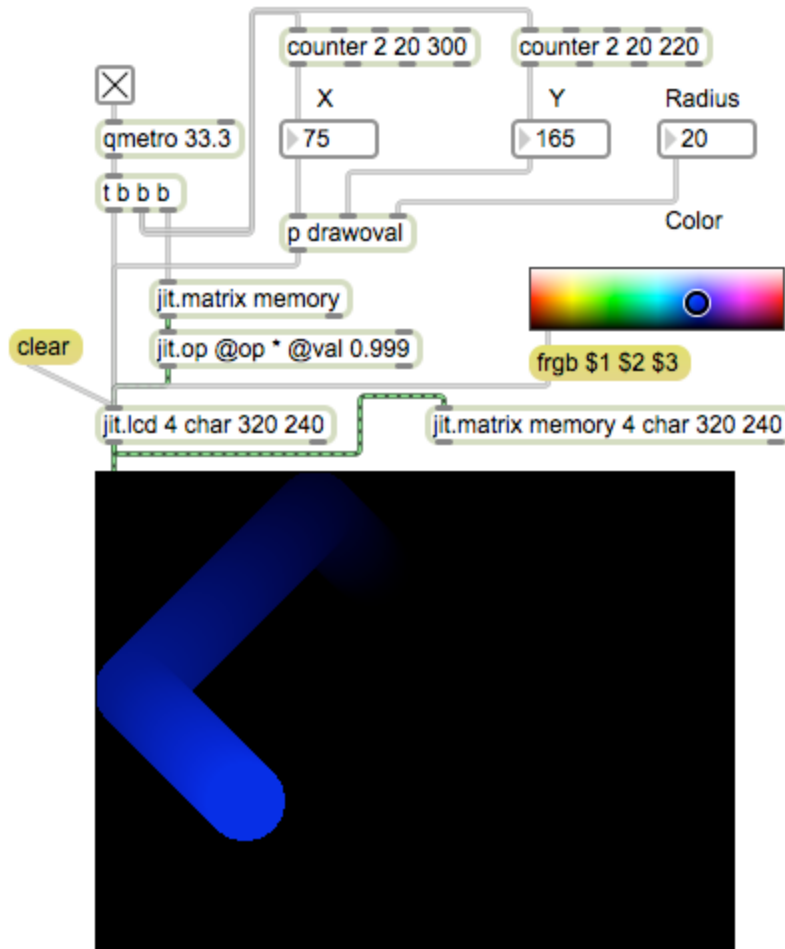 counter 2 20 300
counter 2 20 220
X
Y
Radius
qmetro 33.3
75
165
20
t b b b
Color
p drawoval
jit.matrix memory
clear
jit.op @op * @val 0.999
frgb $1 $2 $3
jit.lcd 4 char 320 240
jit.matrix memory 4 char 320 240